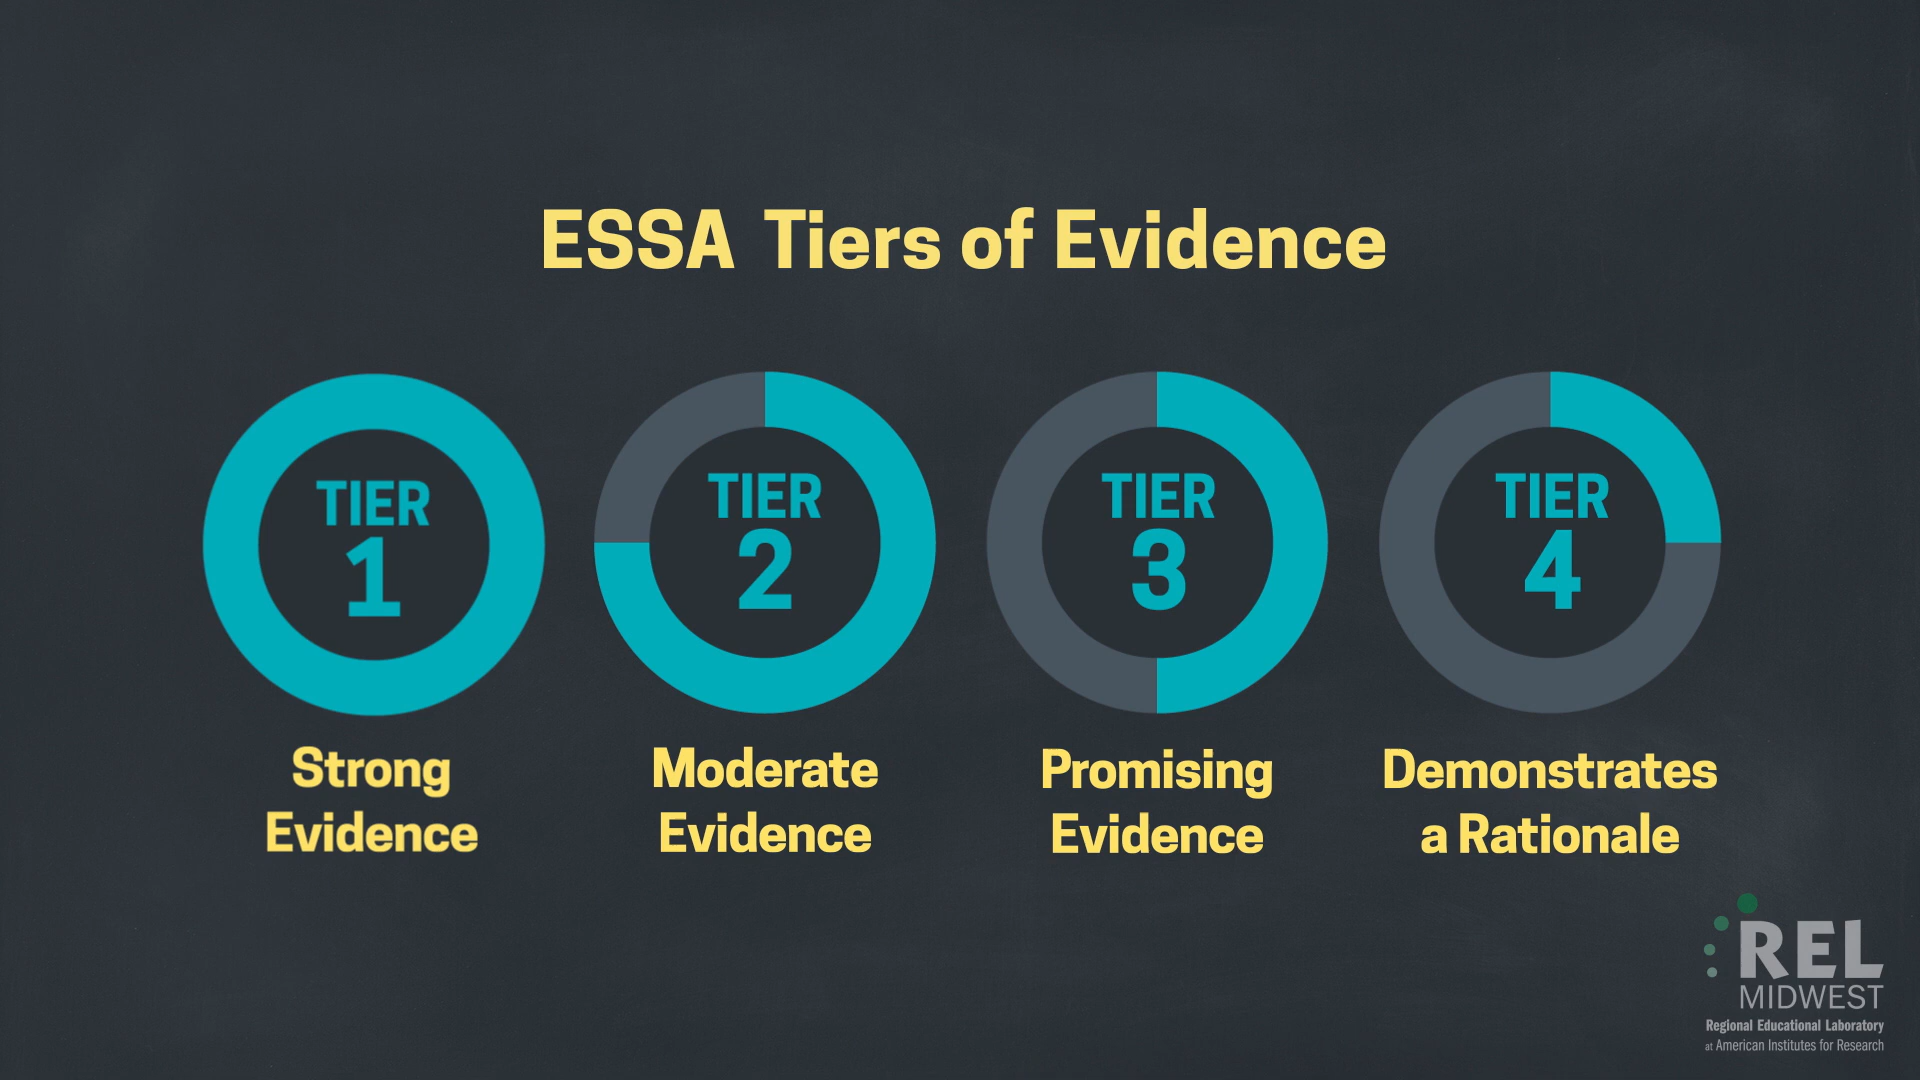 ESSA Tiers of Evidence
TIER
1
TIER
2
TIER
3
TIER
4
Strong
Evidence
Moderate
Evidence
Promising
Evidence
Demonstrates
a Rationale
REL
MIDWEST
Regional Educational Laboratory
at American Institutes for Research